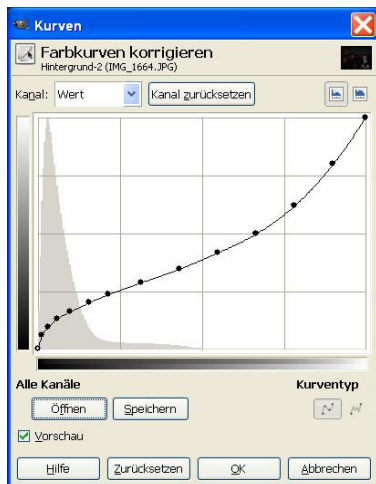 Kurven
Farbkurven korrigieren
Hintergrund-2 (IMG_1664.JPG)
Kanal: Wert Kanal zurücksetzen
Alle Kanäle Kurventyp
Öffnen Speichern
Vorschau
Hilfe Zurücksetzen OK Abbrechen